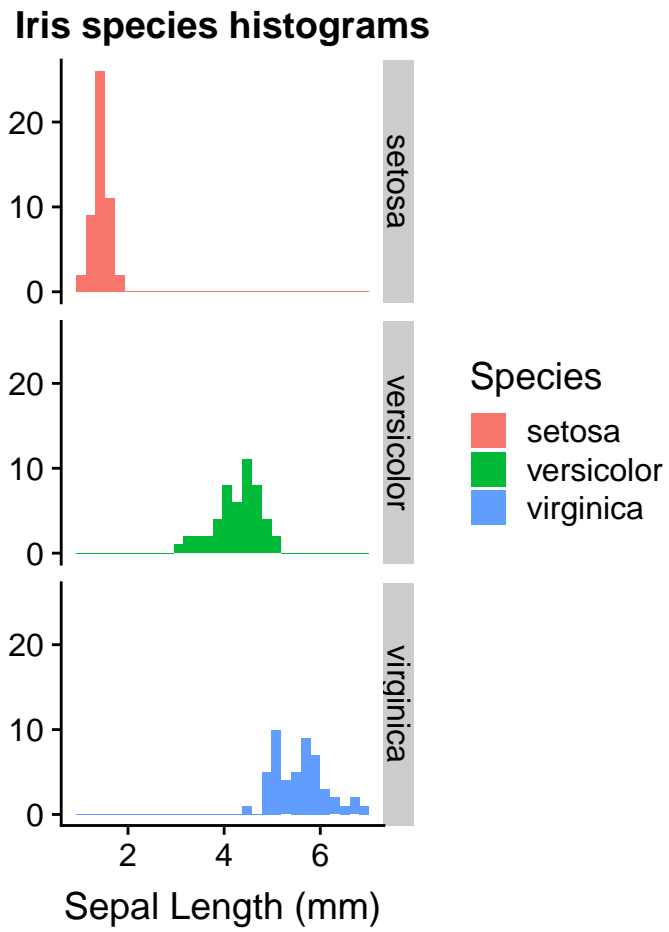 Iris species histograms
20
10
0
setosa
20
10
0
versicolor
20
10
0
virginica
2 4 6
Sepal Length (mm)
Species
setosa
versicolor
virginica